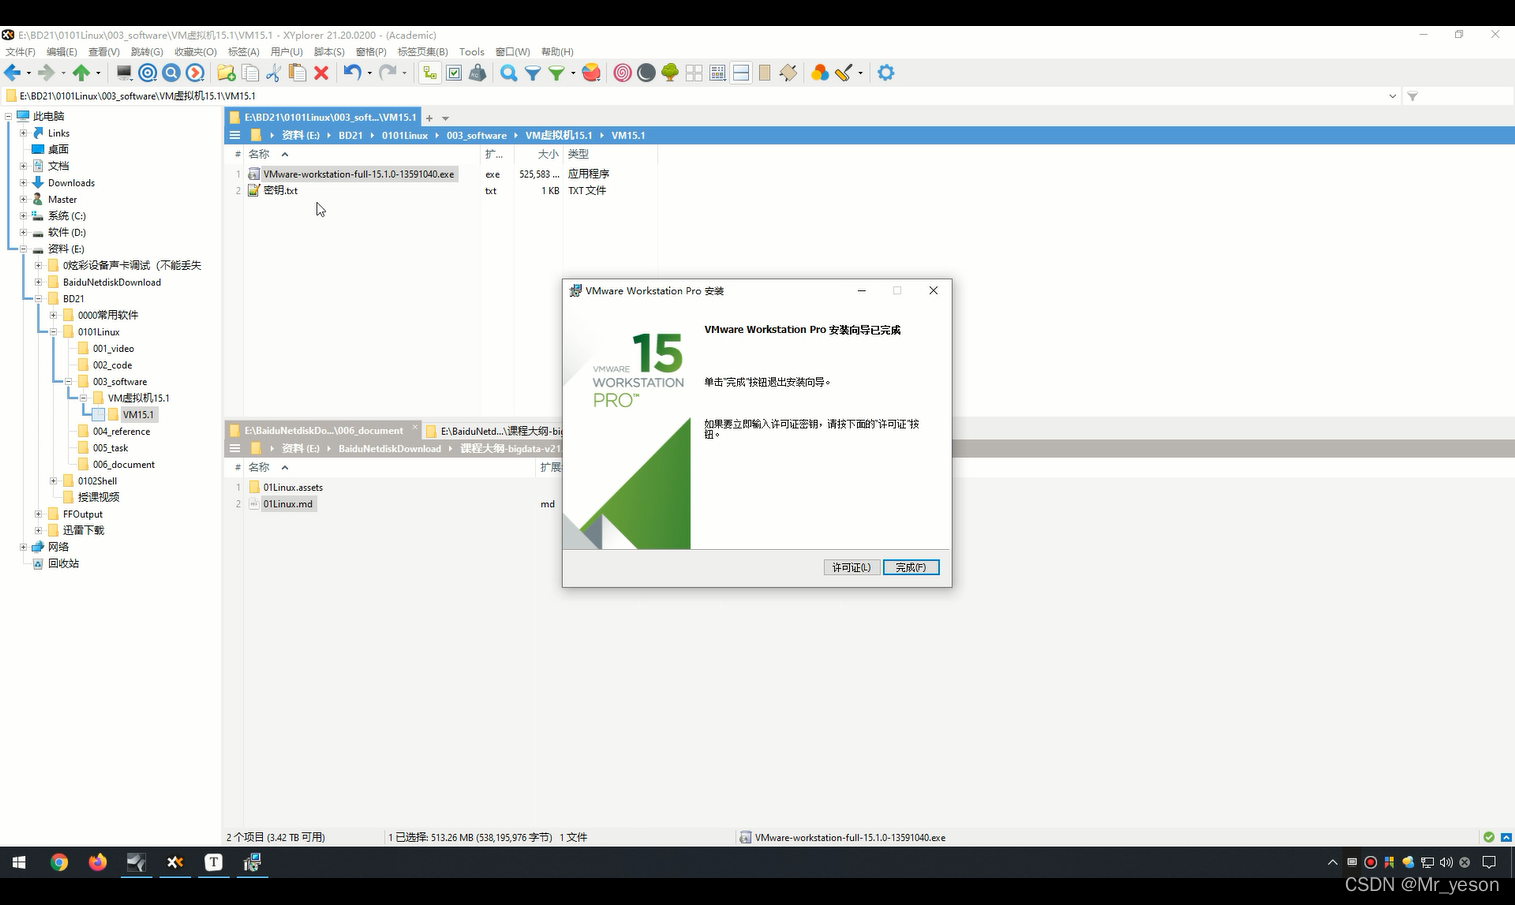 E:\BD21\0101Linux\003_software\VM虚拟机15.1\VM15.1 - XYplorer 21.20.0200 - (Academic)
文件(F) 编辑(E) 查看(V) 跳转(G) 收藏夹(O) 标签(A) 用户(U) 脚本(S) 窗格(P) 标签页集(B) Tools 窗口(W) 帮助(H)
E:\BD21\0101Linux\003_software\VM虚拟机15.1\VM15.1
此电脑
Links
桌面
文档
Downloads
Master
系统 (C:)
软件 (D:)
资料 (E:)
0炫彩设备声卡调试（不能丢失
BaiduNetdiskDownload
BD21
0000常用软件
0101Linux
001_video
002_code
003_software
VM虚拟机15.1
VM15.1
004_reference
005_task
006_document
0102Shell
授课视频
FFOutput
迅雷下载
网络
回收站
E:\BD21\0101Linux\003_soft...\VM15.1
资料 (E:) BD21 0101Linux 003_software VM虚拟机15.1 VM15.1
# 名称 扩... 大小 类型
1 VMware-workstation-full-15.1.0-13591040.exe exe 525,583 ... 应用程序
2 密钥.txt txt 1 KB TXT 文件
E:\BaiduNetdiskDo...\006_document E:\BaiduNetd...\课程大纲-big
资料 (E:) BaiduNetdiskDownload 课程大纲-bigdata-v21
# 名称 扩展
1 01Linux.assets
2 01Linux.md md
VMware Workstation Pro 安装
15
VMWARE
WORKSTATION
PRO™
VMware Workstation Pro 安装向导已完成
单击"完成"按钮退出安装向导。
如果要立即输入许可证密钥，请按下面的"许可证"按
钮。
许可证(L) 完成(F)
2 个项目 (3.42 TB 可用) 1 已选择: 513.26 MB (538,195,976 字节) 1 文件 VMware-workstation-full-15.1.0-13591040.exe
CSDN @Mr_yeson